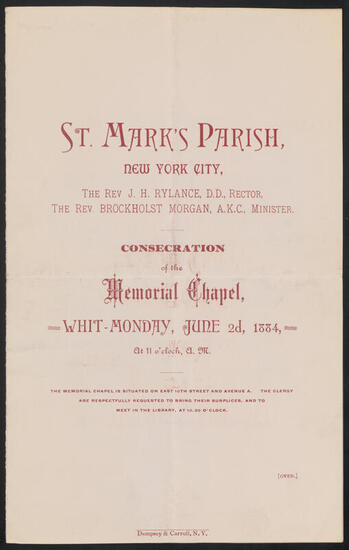 ST. MARK'S PARISH,
NEW YORK CITY,
THE REV. J. H. RYLANCE, D.D., RECTOR,
THE REV. BROCKHOLST MORGAN, A.K.C., MINISTER.
CONSECRATION
of the
Memorial Chapel,
WHIT-MONDAY, JUNE 2d, 1884,
At 11 o'clock, A. M.
THE MEMORIAL CHAPEL IS SITUATED ON EAST 10TH STREET AND AVENUE A. THE CLERGY
ARE RESPECTFULLY REQUESTED TO BRING THEIR SURPLICES, AND TO
MEET IN THE LIBRARY, AT 10.30 O'CLOCK.
[OVER.]
Dempsey & Carroll, N. Y.